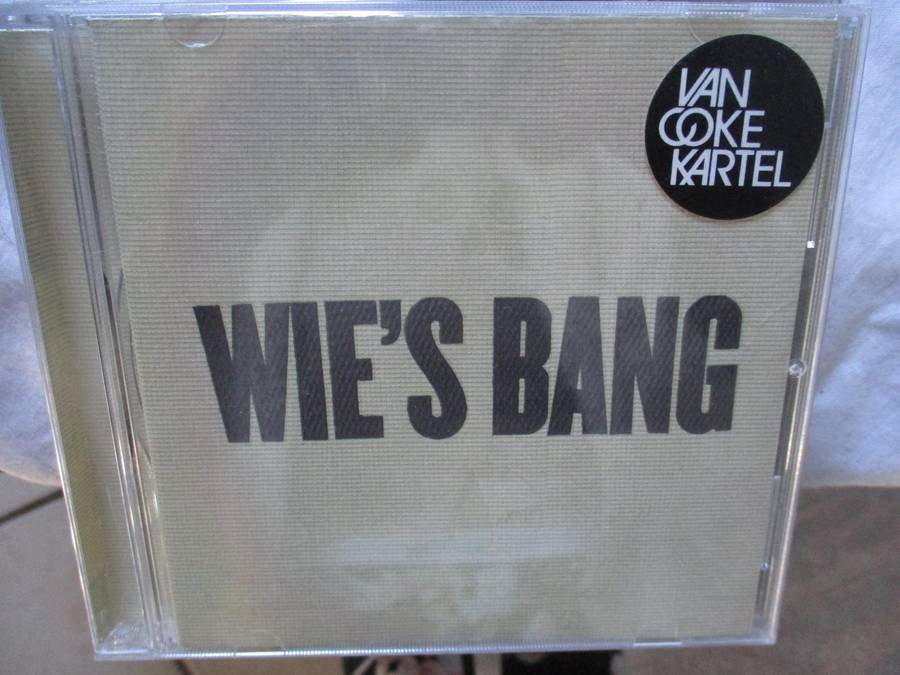 VAN
COKE
KARTEL
WIE'S BANG